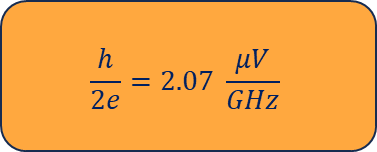 h/2e = 2.07 μV/GHz